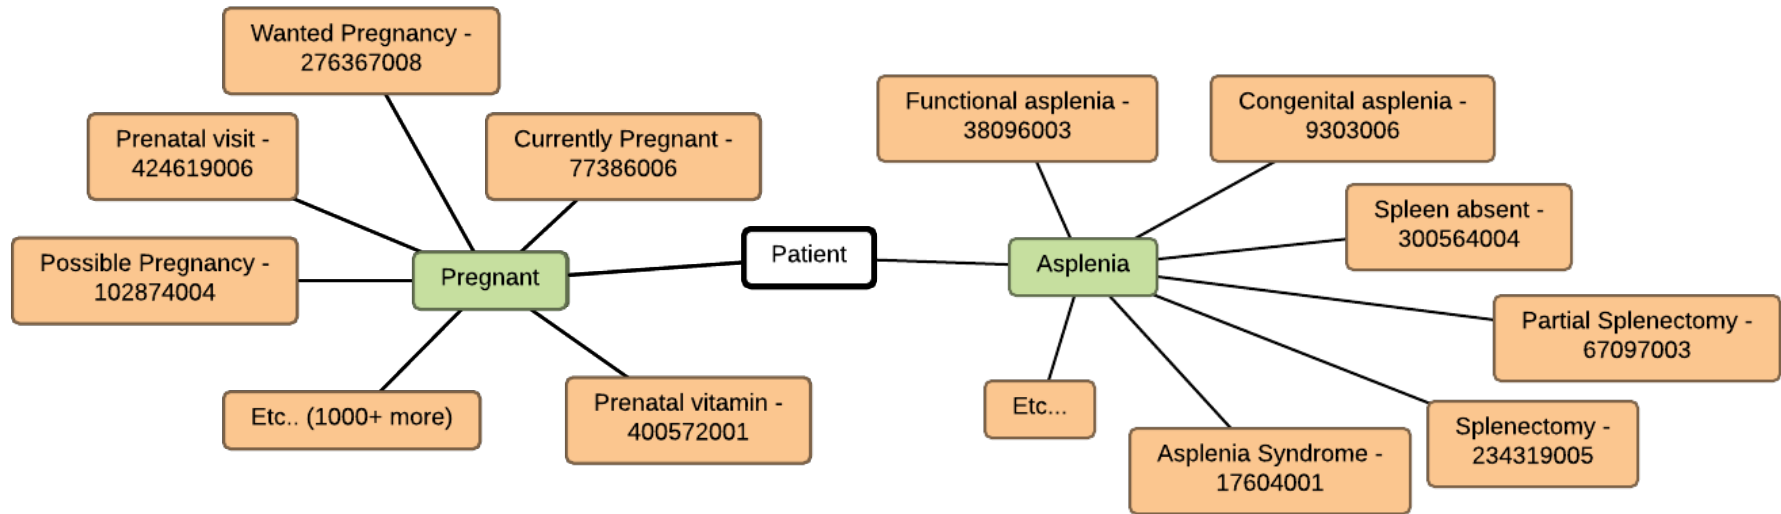 Wanted Pregnancy -
276367008
Prenatal visit -
424619006
Currently Pregnant -
77386006
Possible Pregnancy -
102874004
Pregnant
Etc.. (1000+ more)
Prenatal vitamin -
400572001
Patient
Functional asplenia -
38096003
Congenital asplenia -
9303006
Spleen absent -
300564004
Asplenia
Partial Splenectomy -
67097003
Etc...
Splenectomy -
234319005
Asplenia Syndrome -
17604001